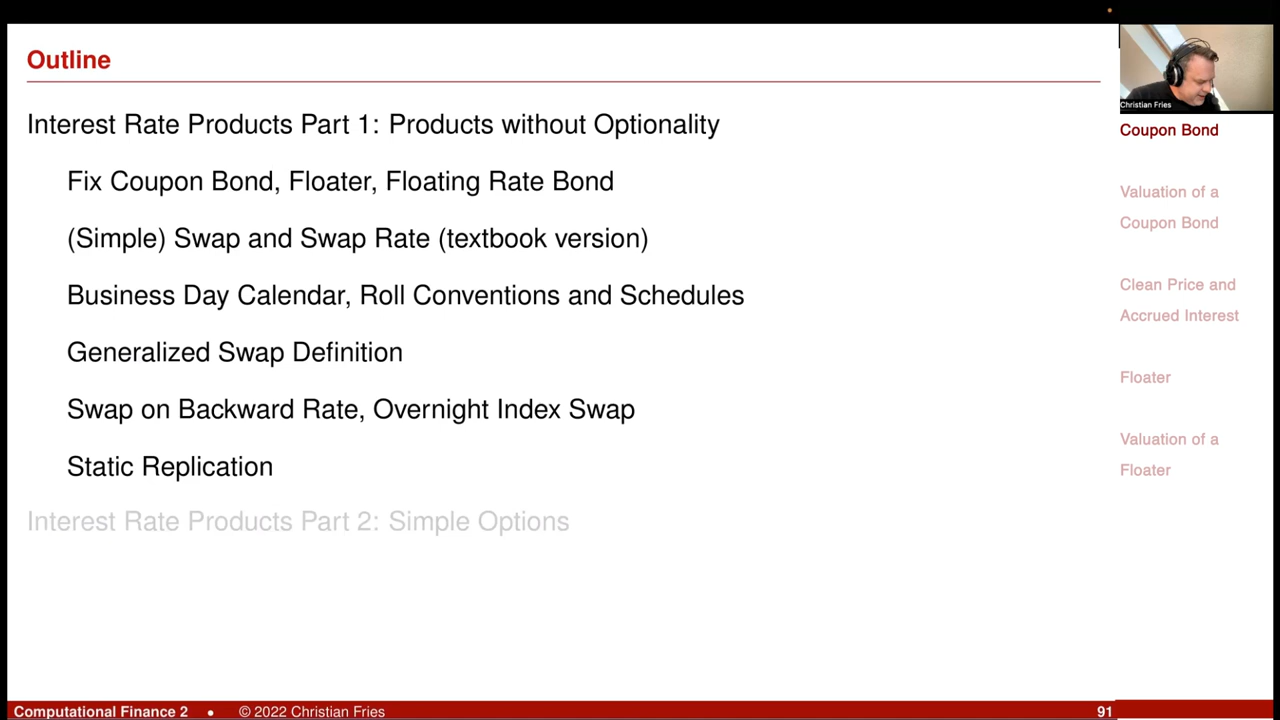 Outline
Interest Rate Products Part 1: Products without Optionality
Fix Coupon Bond, Floater, Floating Rate Bond
(Simple) Swap and Swap Rate (textbook version)
Business Day Calendar, Roll Conventions and Schedules
Generalized Swap Definition
Swap on Backward Rate, Overnight Index Swap
Static Replication
Interest Rate Products Part 2: Simple Options
Christian Fries
Coupon Bond
Valuation of a
Coupon Bond
Clean Price and
Accrued Interest
Floater
Valuation of a
Floater
Computational Finance 2 • © 2022 Christian Fries 91